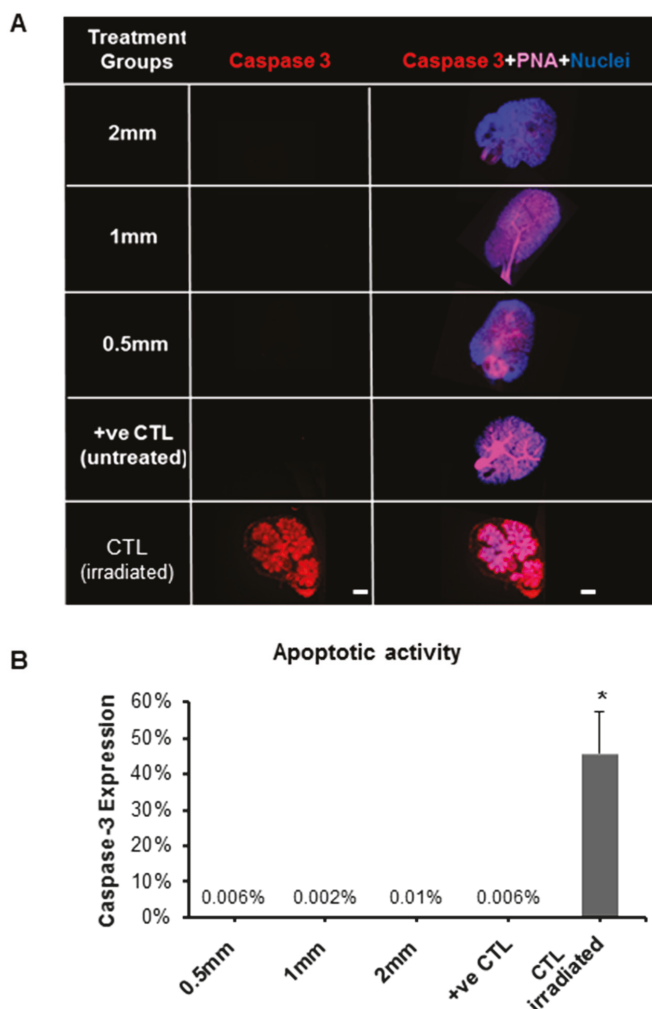 A
Treatment Groups
Caspase 3
Caspase 3+PNA+Nuclei
2mm
1mm
0.5mm
+ve CTL
(untreated)
CTL
(irradiated)
B
Apoptotic activity
Caspase-3 Expression
60%
50%
40%
30%
20%
10%
0%
*
0.006%
0.002%
0.01%
0.006%
0.5mm
1mm
2mm
+ve CTL
CTL
irradiated